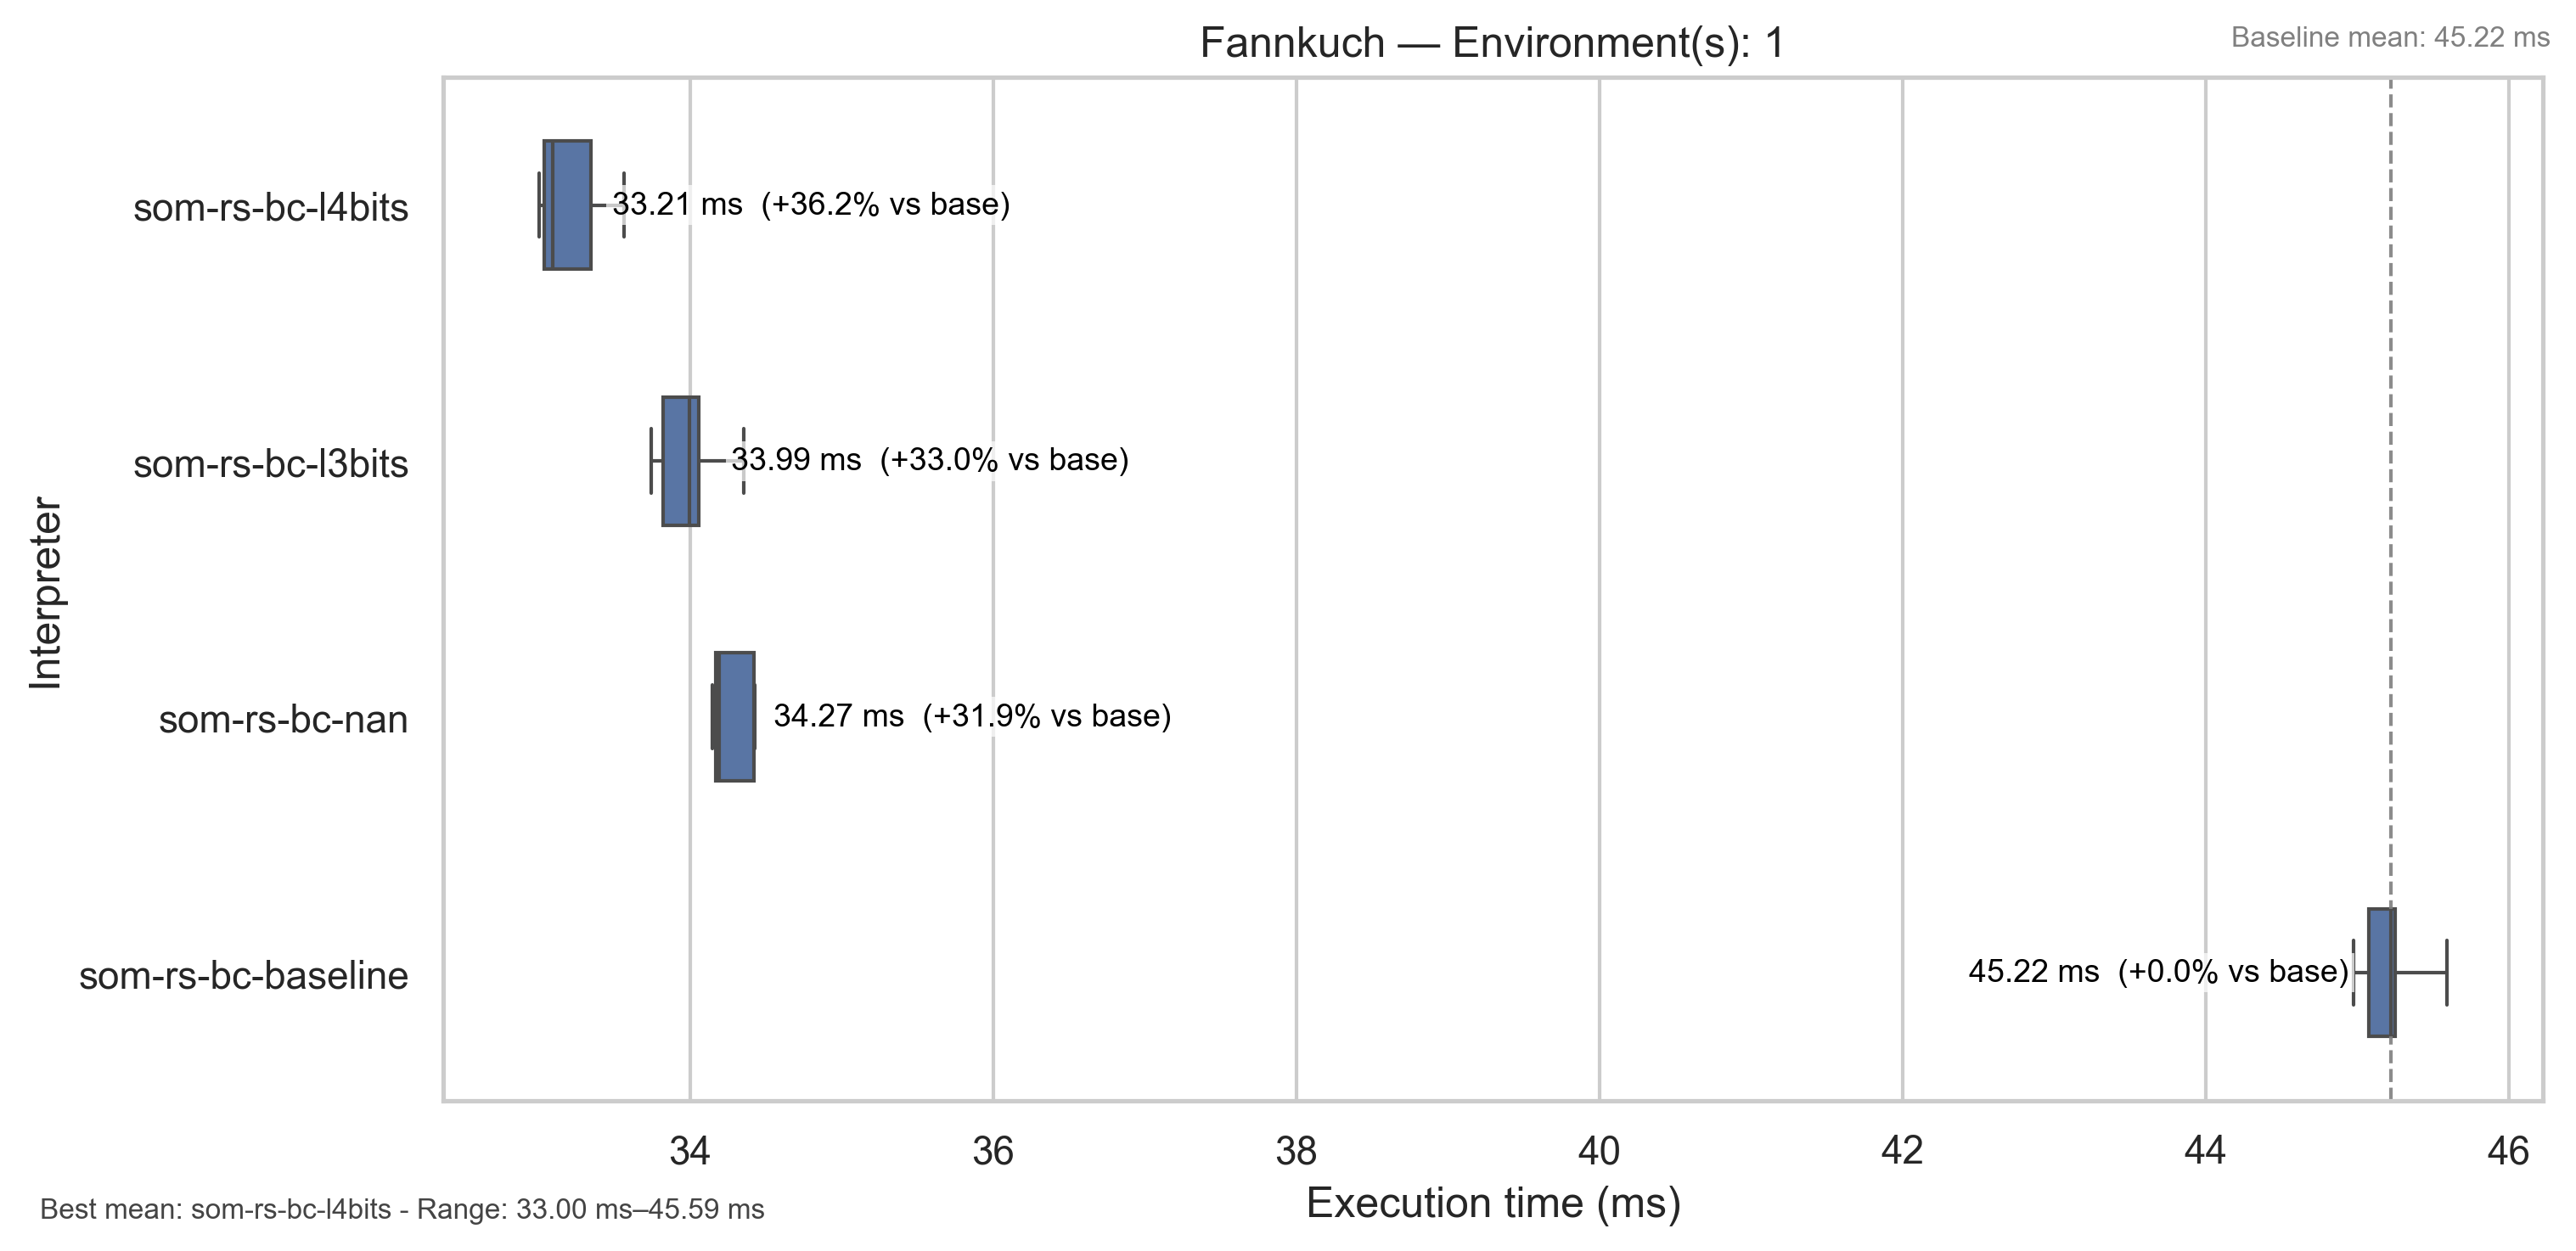 Fannkuch — Environment(s): 1
Baseline mean: 45.22 ms
Interpreter
som-rs-bc-l4bits
33.21 ms  (+36.2% vs base)
som-rs-bc-l3bits
33.99 ms  (+33.0% vs base)
som-rs-bc-nan
34.27 ms  (+31.9% vs base)
som-rs-bc-baseline
45.22 ms  (+0.0% vs base)
34 36 38 40 42 44 46
Execution time (ms)
Best mean: som-rs-bc-l4bits - Range: 33.00 ms–45.59 ms